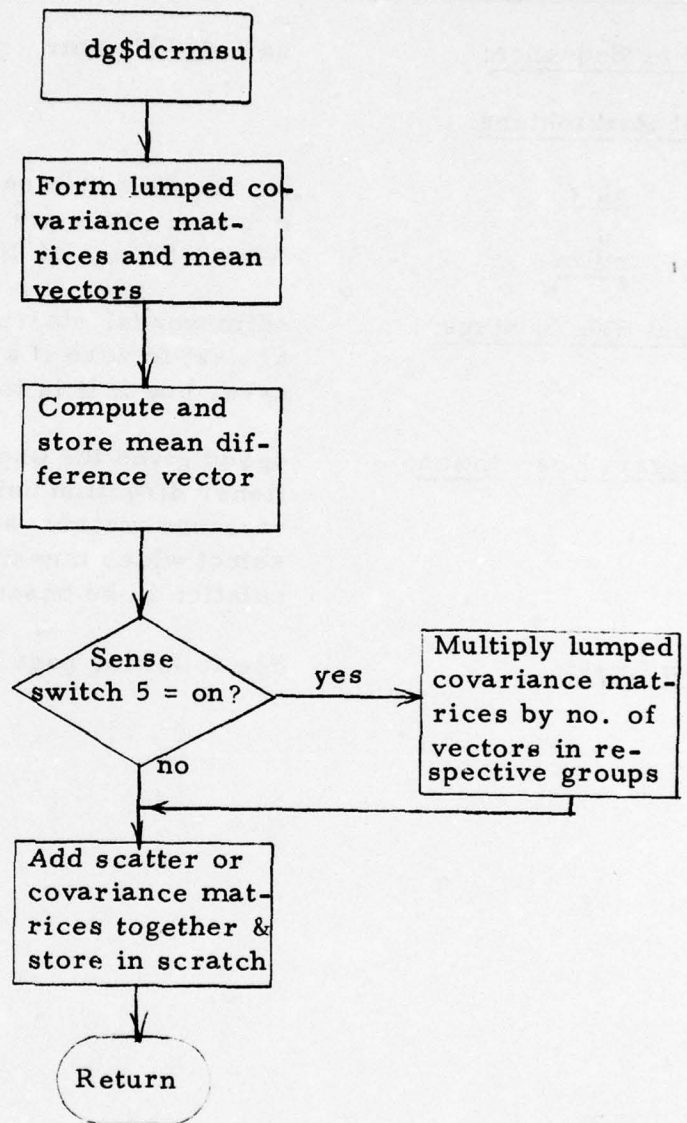 dg$dcrmsu
Form lumped co-
variance mat-
rices and mean
vectors
Compute and
store mean dif-
ference vector
Sense
switch 5 = on?
yes
Multiply lumped
covariance mat-
rices by no. of
vectors in re-
spective groups
no
Add scatter or
covariance mat-
rices together &
store in scratch
Return